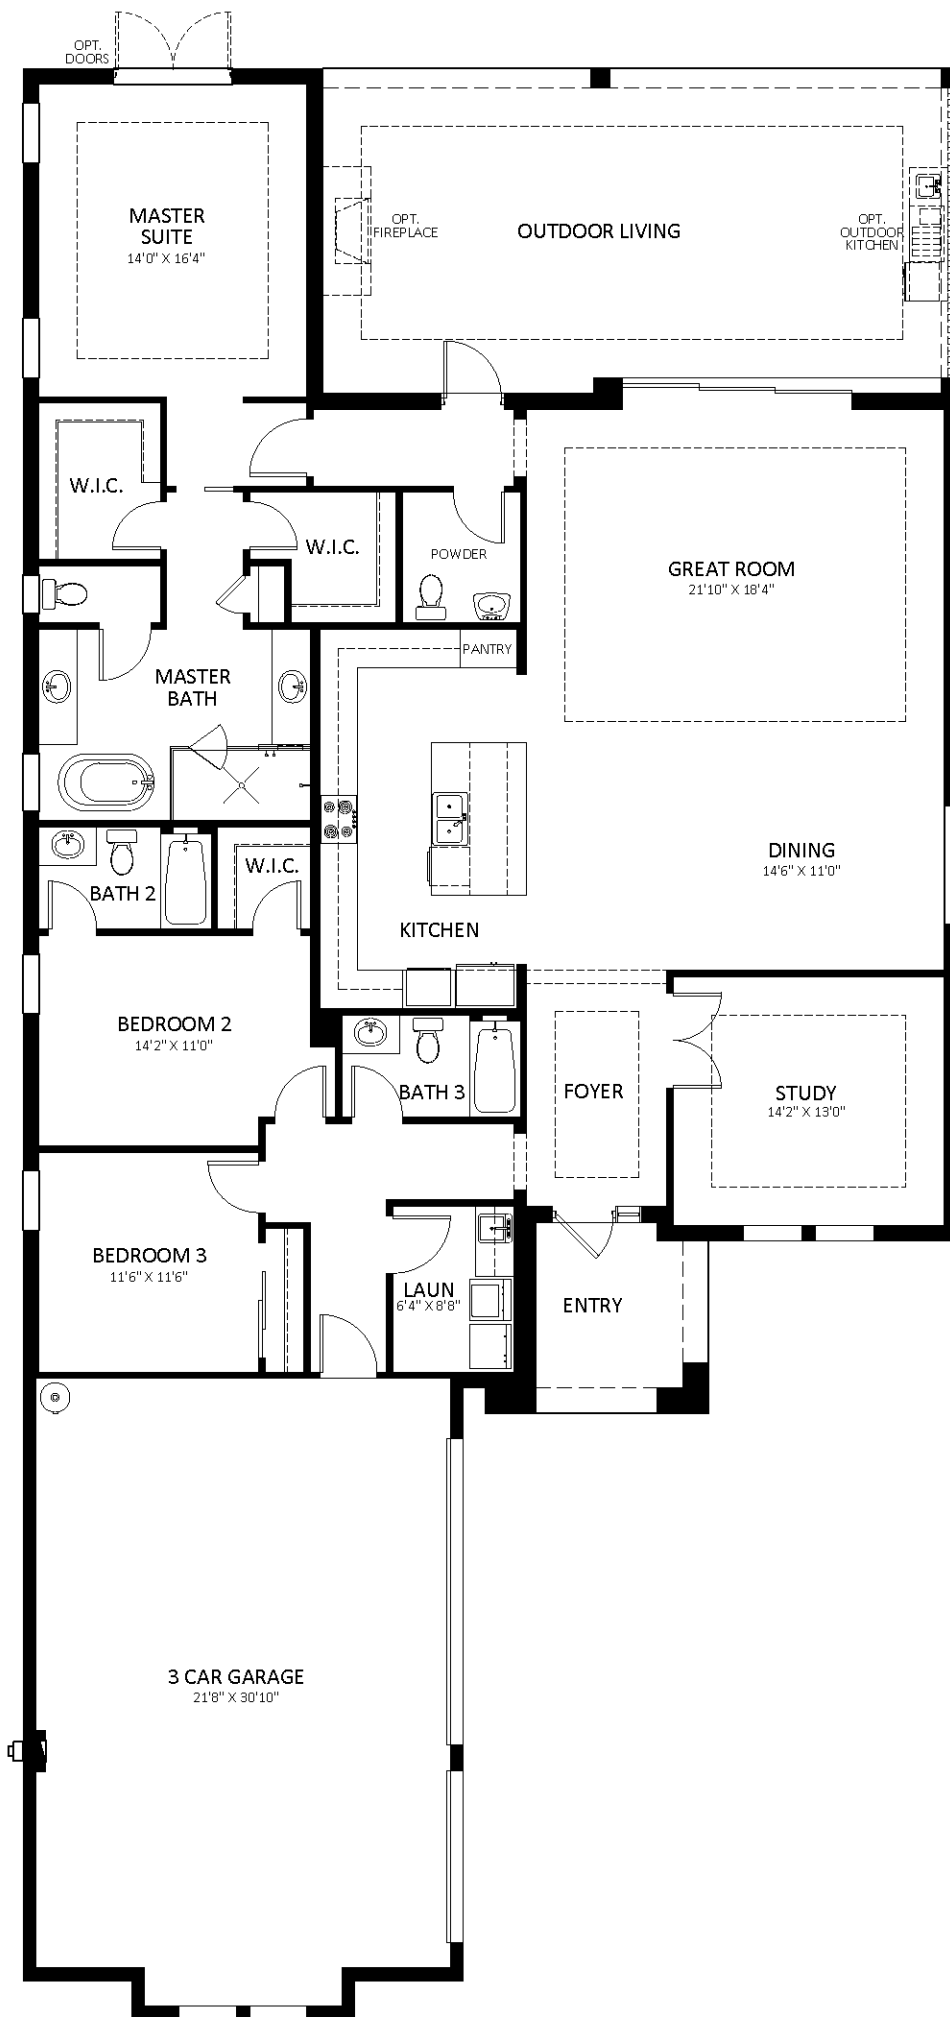 OPT.
DOORS
MASTER
SUITE
14'0" X 16'4"
OPT.
FIREPLACE
OUTDOOR LIVING
OPT.
OUTDOOR
KITCHEN
W.I.C.
W.I.C.
POWDER
GREAT ROOM
21'10" X 18'4"
PANTRY
MASTER
BATH
DINING
14'6" X 11'0"
W.I.C.
BATH 2
KITCHEN
BEDROOM 2
14'2" X 11'0"
BATH 3
FOYER
STUDY
14'2" X 13'0"
BEDROOM 3
11'6" X 11'6"
LAUN
6'4" X 8'8"
ENTRY
3 CAR GARAGE
21'8" X 30'10"